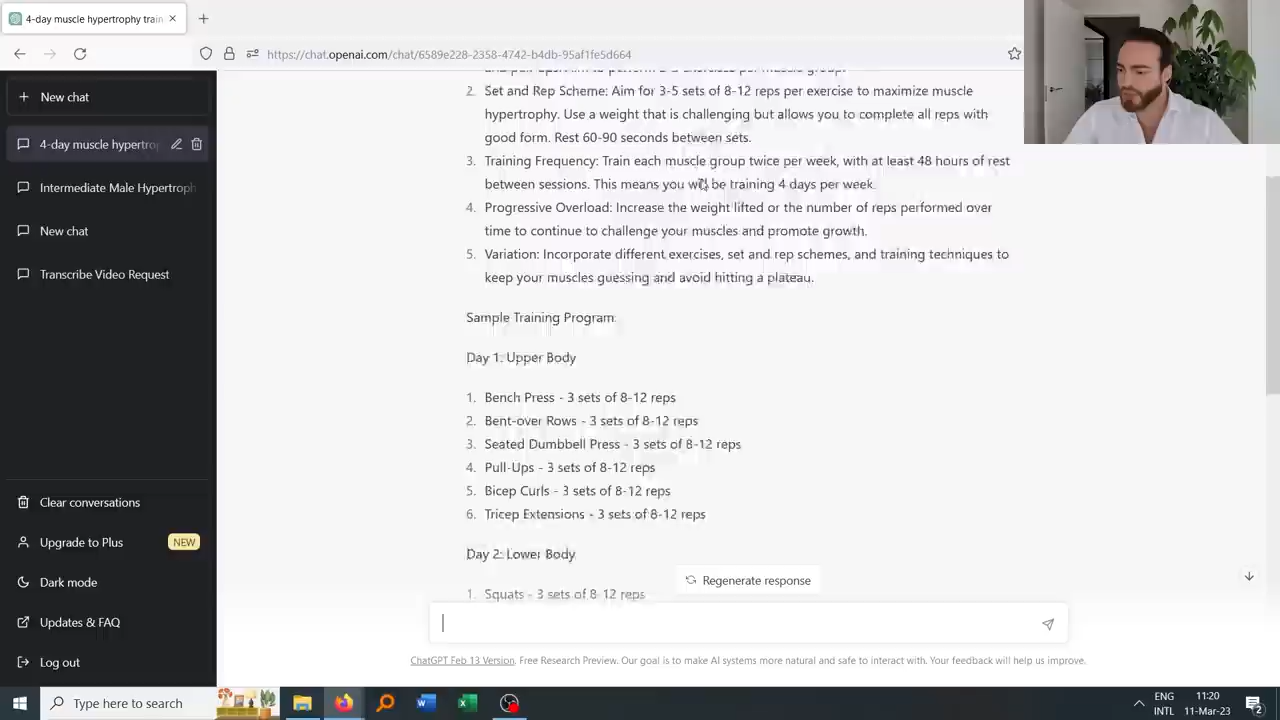 4-day muscle hypertrophy train
https://chat.openai.com/chat/6589e228-2358-4742-b4db-95af1fe5d664
New chat
4-day muscle hypertro
Intermediate Male Hypertroph
New chat
Transcribe Video Request
Clear conversations
Upgrade to Plus NEW
Dark mode
Updates & FAQ
Log out
2. Set and Rep Scheme: Aim for 3-5 sets of 8-12 reps per exercise to maximize muscle
hypertrophy. Use a weight that is challenging but allows you to complete all reps with
good form. Rest 60-90 seconds between sets.
3. Training Frequency: Train each muscle group twice per week, with at least 48 hours of rest
between sessions. This means you will be training 4 days per week.
4. Progressive Overload: Increase the weight lifted or the number of reps performed over
time to continue to challenge your muscles and promote growth.
5. Variation: Incorporate different exercises, set and rep schemes, and training techniques to
keep your muscles guessing and avoid hitting a plateau.
Sample Training Program:
Day 1: Upper Body
1. Bench Press - 3 sets of 8-12 reps
2. Bent-over Rows - 3 sets of 8-12 reps
3. Seated Dumbbell Press - 3 sets of 8-12 reps
4. Pull-Ups - 3 sets of 8-12 reps
5. Bicep Curls - 3 sets of 8-12 reps
6. Tricep Extensions - 3 sets of 8-12 reps
Day 2: Lower Body
1. Squats - 3 sets of 8-12 reps
Regenerate response
ChatGPT Feb 13 Version. Free Research Preview. Our goal is to make AI systems more natural and safe to interact with. Your feedback will help us improve.
Type here to search
ENG
INTL
11:20
11-Mar-23
2